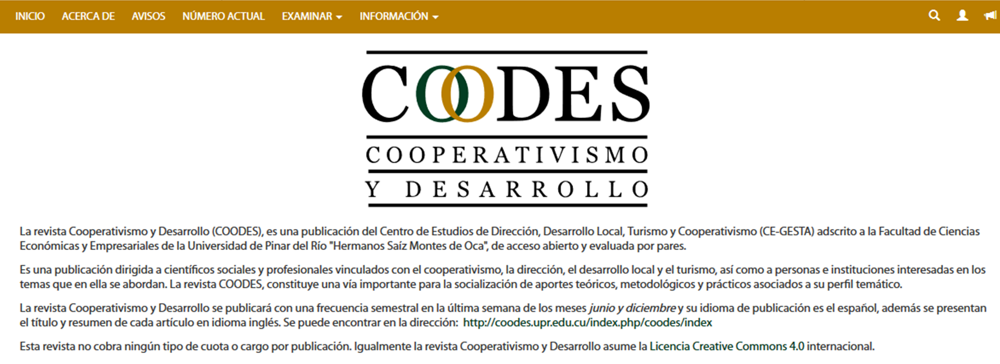 INICIO ACERCA DE AVISOS NÚMERO ACTUAL EXAMINAR INFORMACIÓN
COODES
COOPERATIVISMO
Y DESARROLLO
La revista Cooperativismo y Desarrollo (COODES), es una publicación del Centro de Estudios de Dirección, Desarrollo Local, Turismo y Cooperativismo (CE-GESTA) adscrito a la Facultad de Ciencias
Económicas y Empresariales de la Universidad de Pinar del Río "Hermanos Saíz Montes de Oca", de acceso abierto y evaluada por pares.
Es una publicación dirigida a científicos sociales y profesionales vinculados con el cooperativismo, la dirección, el desarrollo local y el turismo, así como a personas e instituciones interesadas en los
temas que en ella se abordan. La revista COODES, constituye una vía importante para la socialización de aportes teóricos, metodológicos y prácticos asociados a su perfil temático.
La revista Cooperativismo y Desarrollo se publicará con una frecuencia semestral en la última semana de los meses junio y diciembre y su idioma de publicación es el español, además se presentan
el título y resumen de cada artículo en idioma inglés. Se puede encontrar en la dirección: http://coodes.upr.edu.cu/index.php/coodes/index
Esta revista no cobra ningún tipo de cuota o cargo por publicación. Igualmente la revista Cooperativismo y Desarrollo asume la Licencia Creative Commons 4.0 internacional.